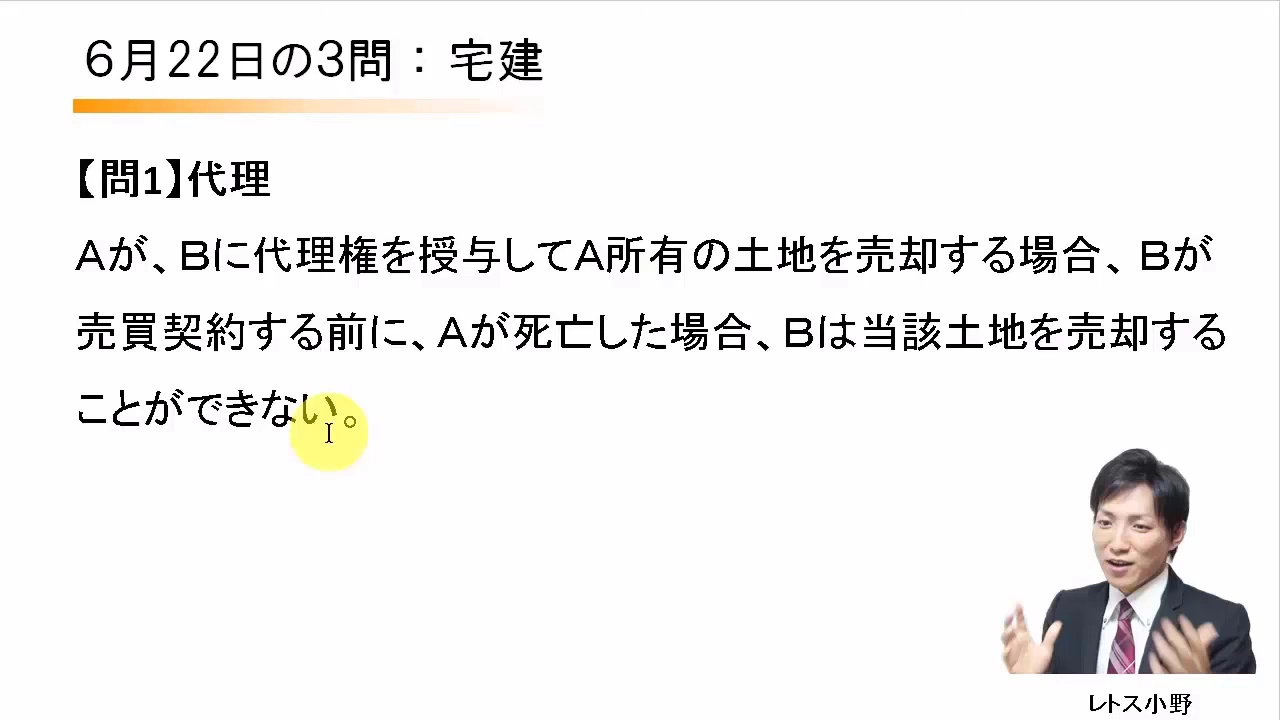 ６月２２日の３問：宅建
【問1】代理
Ａが、Ｂに代理権を授与してＡ所有の土地を売却する場合、Ｂが
売買契約する前に、Ａが死亡した場合、Ｂは当該土地を売却する
ことができない。
レトス小野